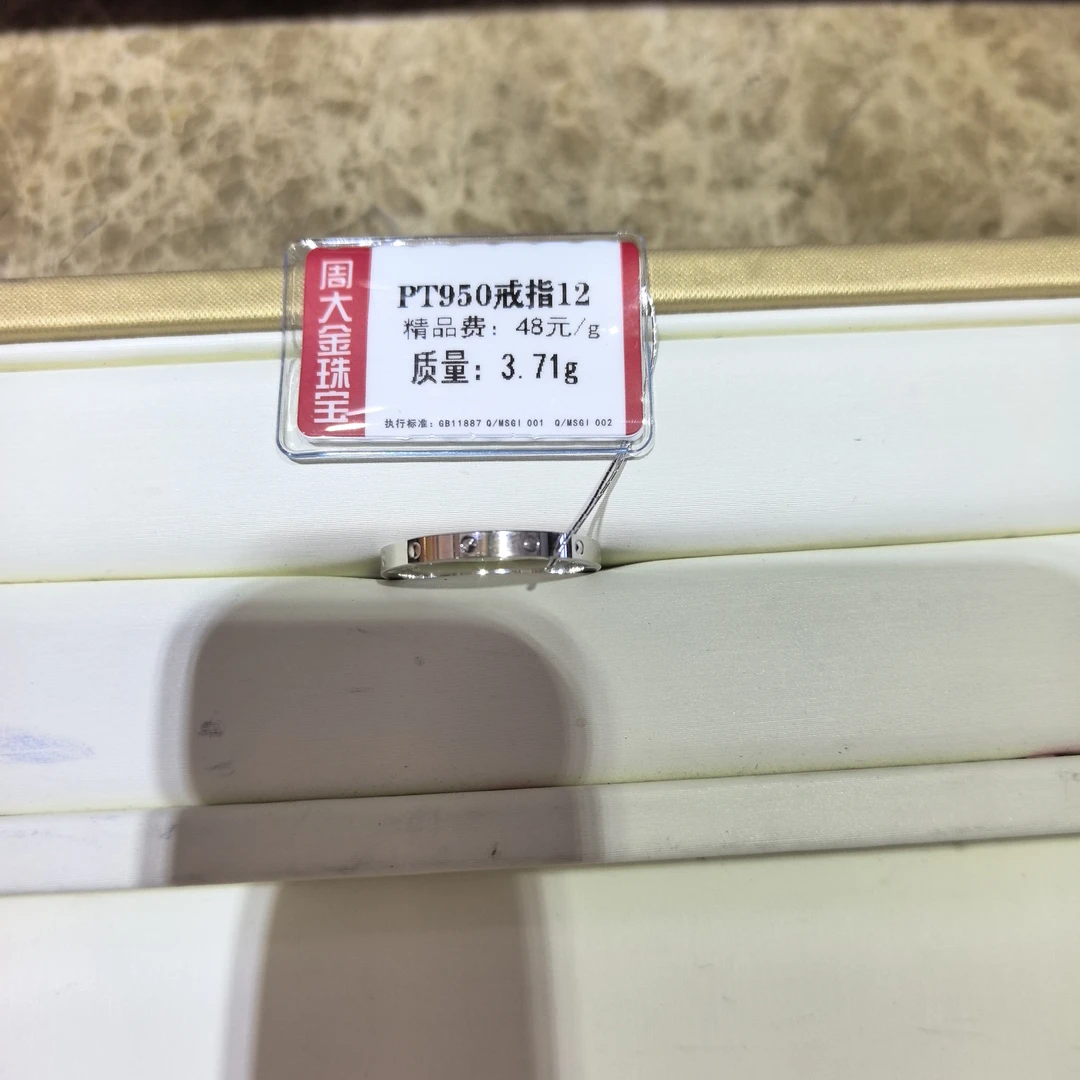 周大金珠宝
PT950戒指12
精品费: 48元/g
质量: 3.71g
执行标准: GB11887 Q/MSGI 001 Q/MSGI 002